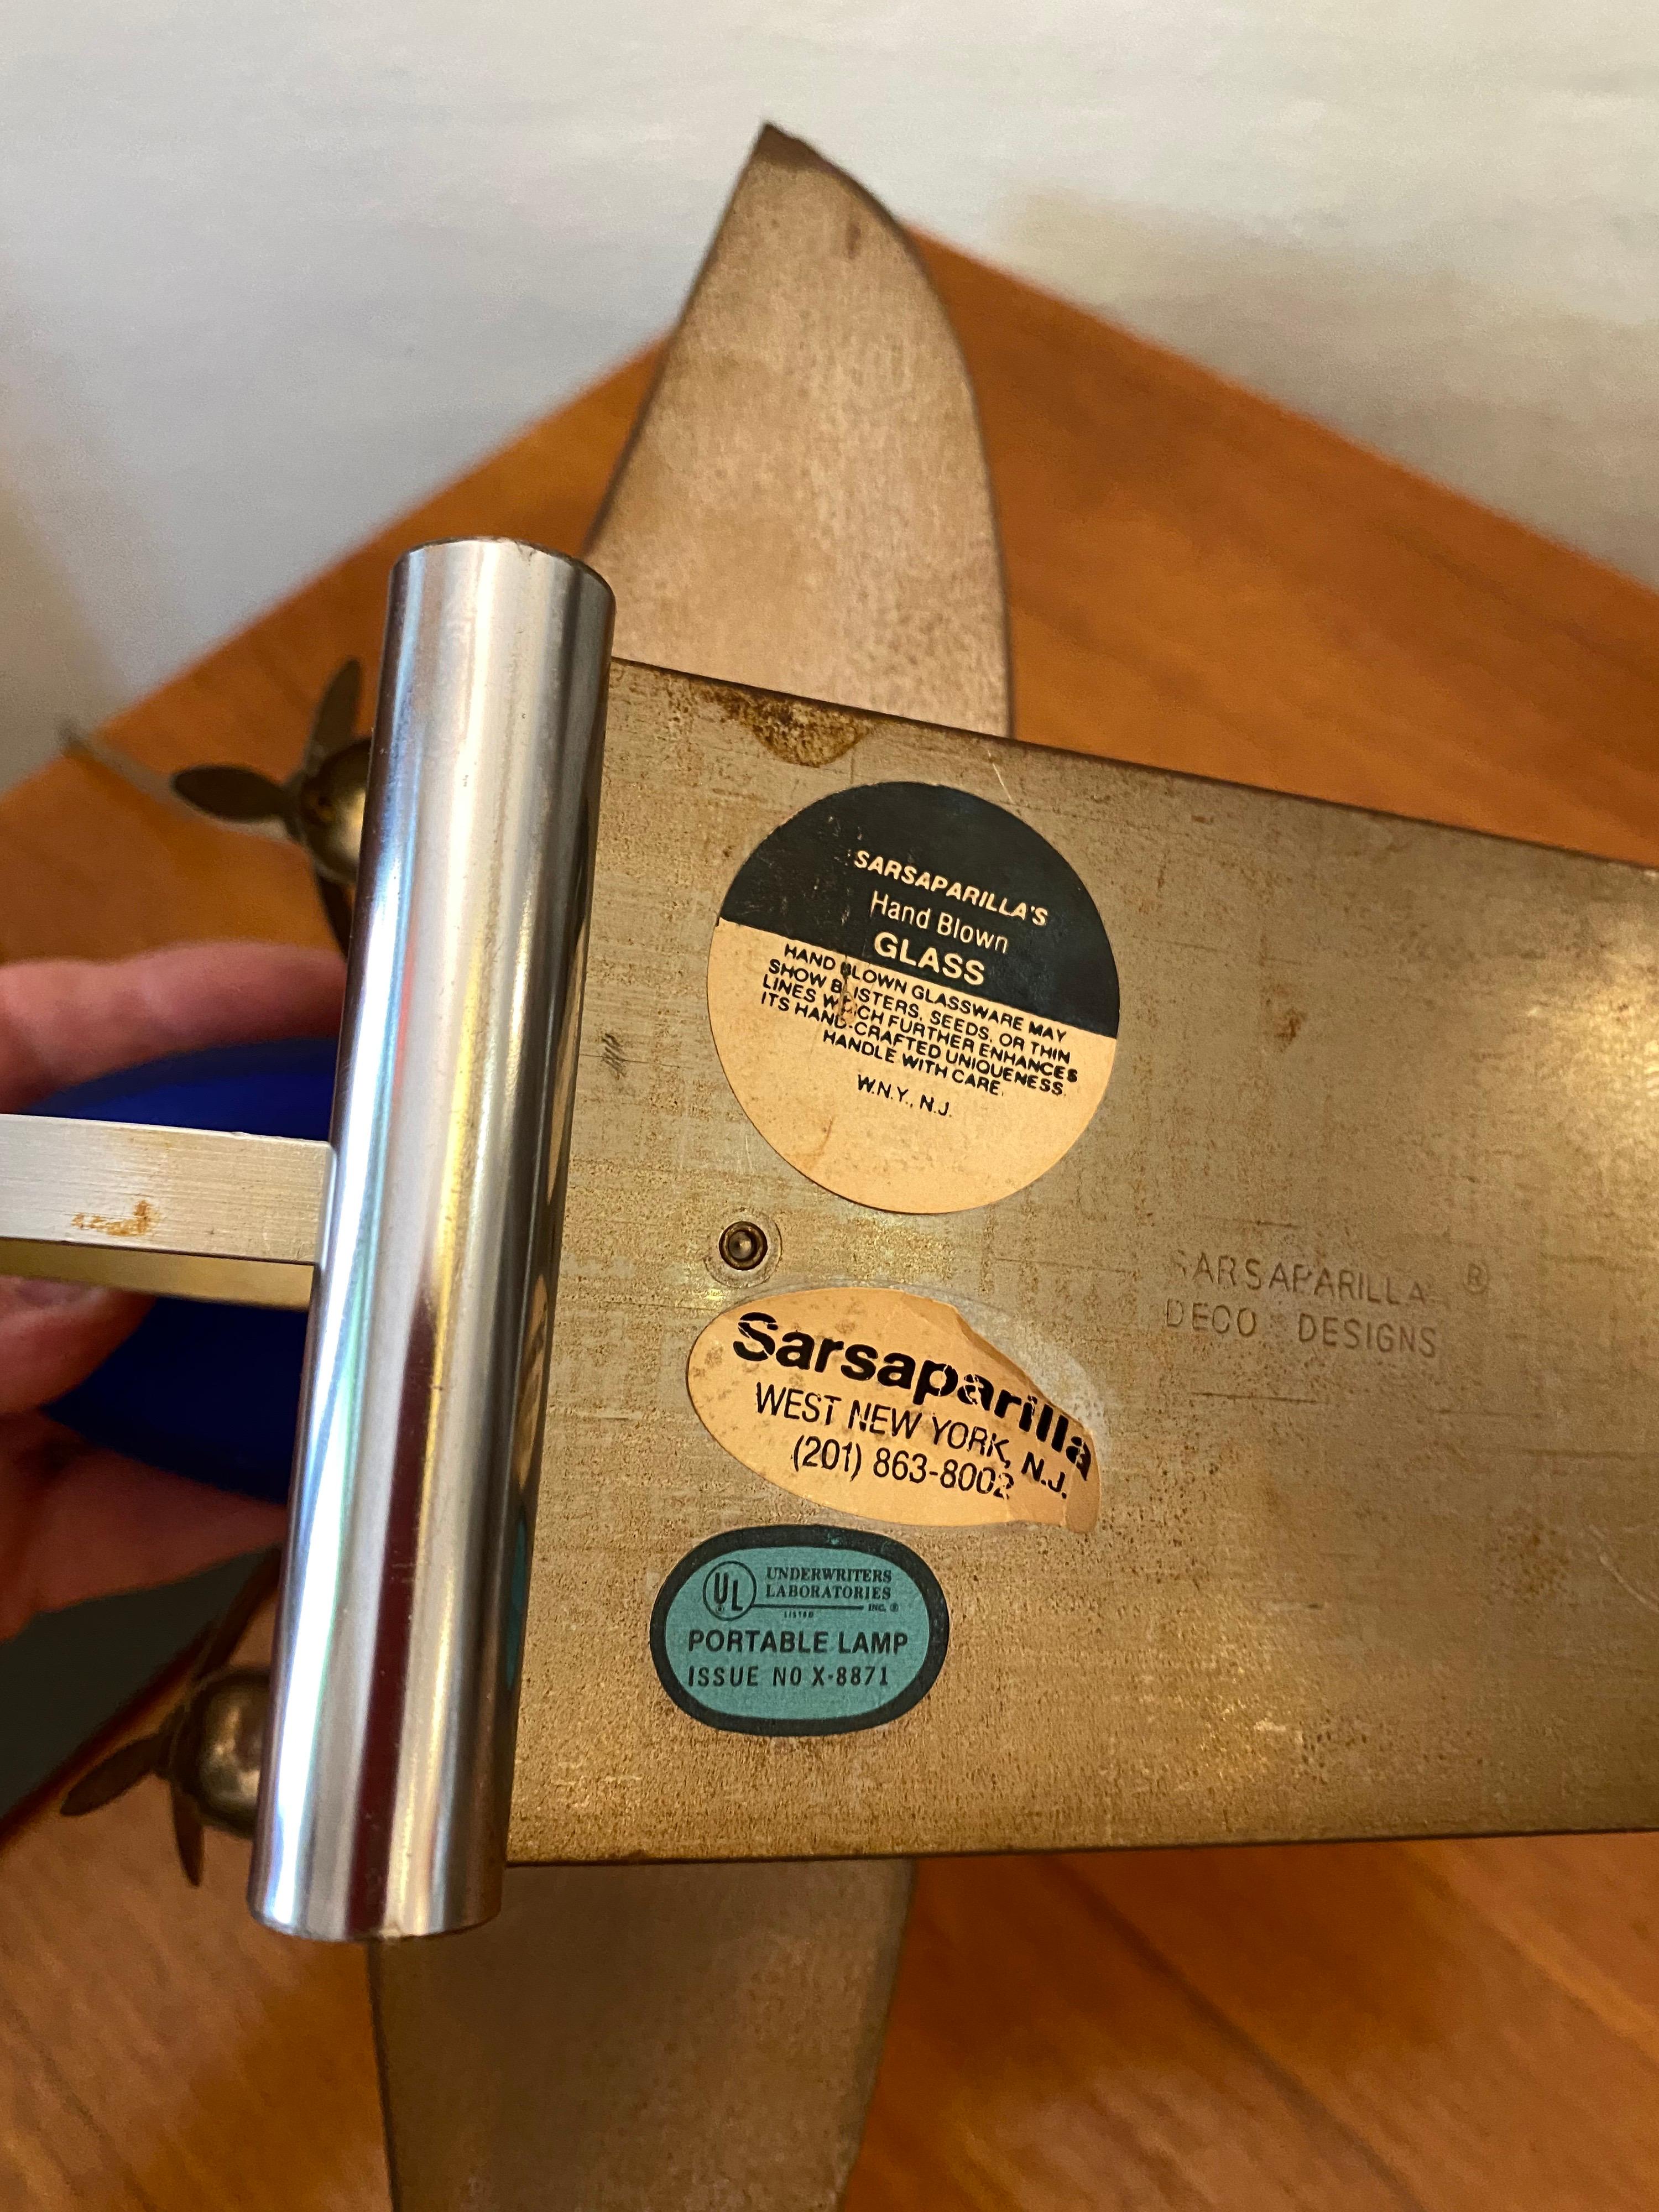 SARSAPARILLA'S
Hand Blown
GLASS
HAND BLOWN GLASSWARE MAY
SHOW BLISTERS, SEEDS, OR THIN
LINES WHICH FURTHER ENHANCES
ITS HAND-CRAFTED UNIQUENESS.
HANDLE WITH CARE.
W.N.Y., N.J.
SARSAPARILLA ®
DECO DESIGNS
Sarsaparilla
WEST NEW YORK, N.J.
(201) 863-8002
UL
UNDERWRITERS
LABORATORIES
INC. ®
LISTED
PORTABLE LAMP
ISSUE NO X-8871